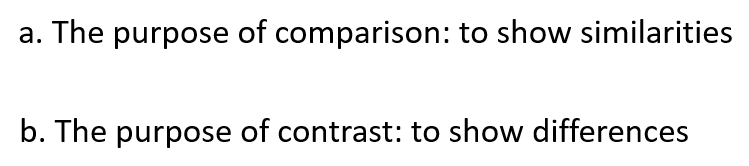 a. The purpose of comparison: to show similarities
b. The purpose of contrast: to show differences